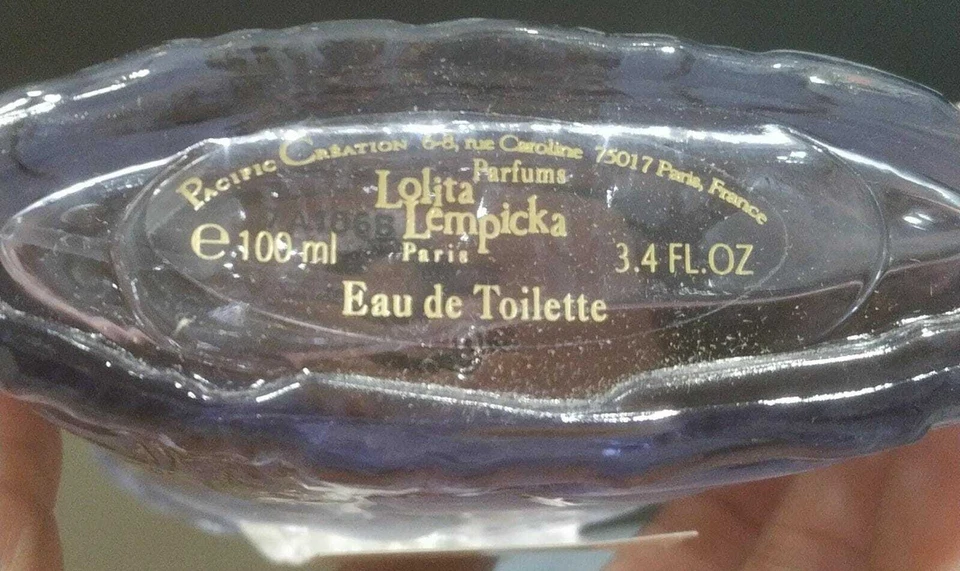 Pacific Création 6-8, rue Caroline 75017 Paris, France
Parfums
Lolita
Lempicka
Paris
e 100 ml
3.4 FL.OZ
Eau de Toilette